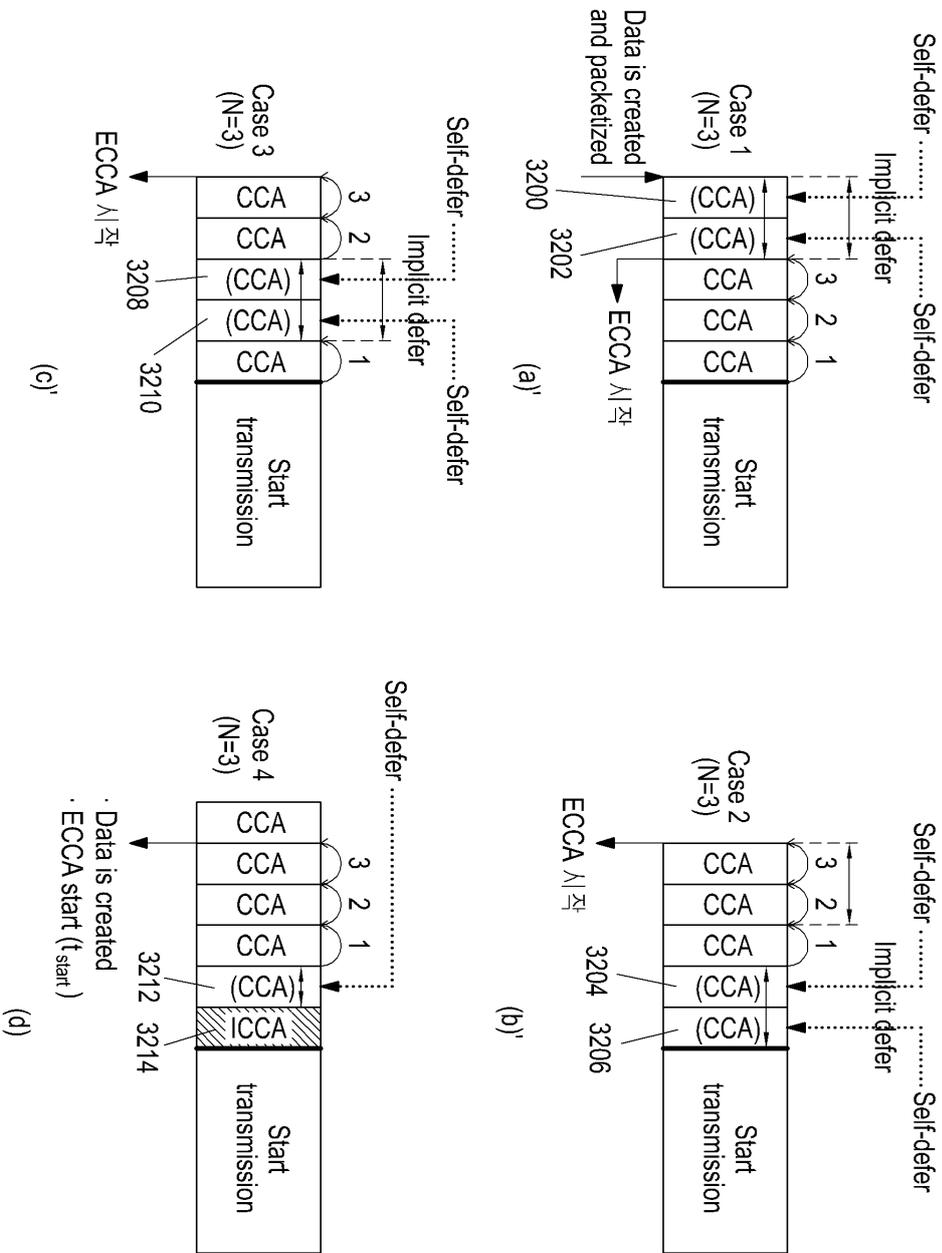 Self-defer
Self-defer
Implicit defer
3
2
1
Case 1
(N=3)
(CCA)
(CCA)
CCA
CCA
CCA
Start
transmission
Data is created
and packetized
3200
3202
ECCA 시작
(a)'
Self-defer
Self-defer
Implicit defer
3
2
1
Case 2
(N=3)
CCA
CCA
CCA
(CCA)
(CCA)
Start
transmission
ECCA 시작
3204
3206
(b)'
Self-defer
Self-defer
Implicit defer
3
2
1
Case 3
(N=3)
CCA
CCA
(CCA)
(CCA)
CCA
Start
transmission
ECCA 시작
3208
3210
(c)'
Self-defer
3
2
1
Case 4
(N=3)
CCA
CCA
CCA
CCA
(CCA)
ICCA
Start
transmission
· Data is created
· ECCA start (t start )
3212
3214
(d)